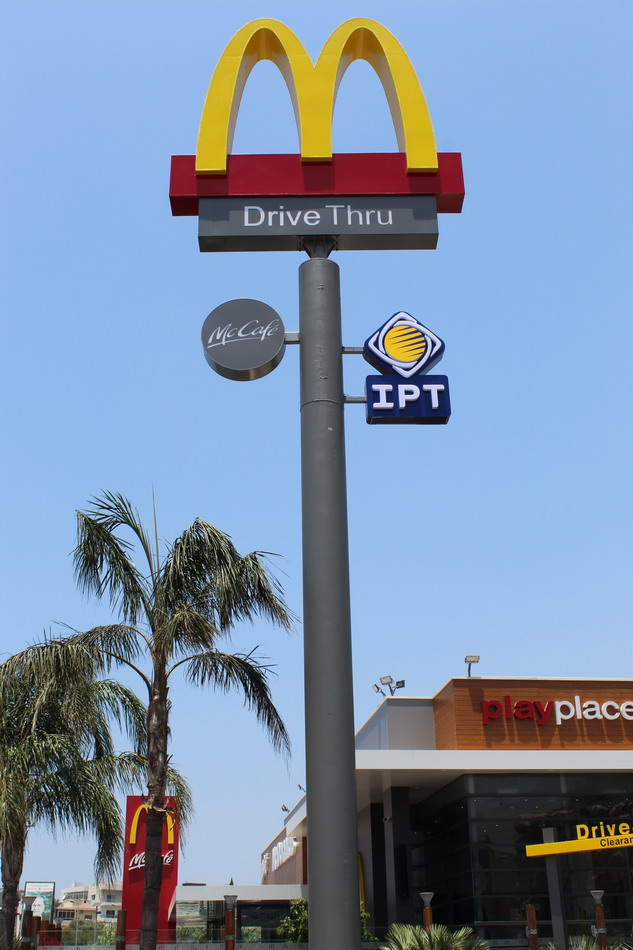 Drive Thru
McCafé
IPT
playplace
McCafé
Drive
Clearan